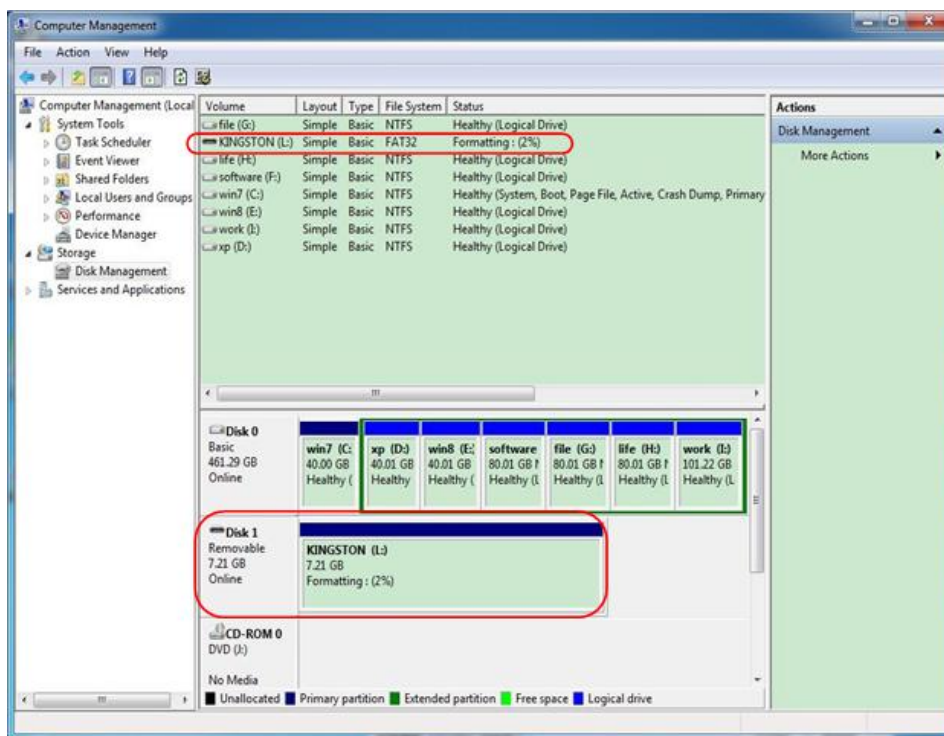 Computer Management
File Action View Help
Computer Management (Local
System Tools
Task Scheduler
Event Viewer
Shared Folders
Local Users and Groups
Performance
Device Manager
Storage
Disk Management
Services and Applications
Volume Layout Type File System Status
file (G:) Simple Basic NTFS Healthy (Logical Drive)
KINGSTON (L:) Simple Basic FAT32 Formatting : (2%)
life (H:) Simple Basic NTFS Healthy (Logical Drive)
software (F:) Simple Basic NTFS Healthy (Logical Drive)
win7 (C:) Simple Basic NTFS Healthy (System, Boot, Page File, Active, Crash Dump, Primary
win8 (E:) Simple Basic NTFS Healthy (Logical Drive)
work (I:) Simple Basic NTFS Healthy (Logical Drive)
xp (D:) Simple Basic NTFS Healthy (Logical Drive)
Actions
Disk Management
More Actions
Disk 0
Basic
461.29 GB
Online
win7 (C: xp (D:) win8 (E: software file (G:) life (H:) work (I:)
40.00 GB 40.01 GB 40.01 GB 80.01 GB 80.01 GB 80.01 GB 101.22 GB
Healthy ( Healthy Healthy ( Healthy (L Healthy (L Healthy (L Healthy (L
Disk 1
Removable
7.21 GB
Online
KINGSTON (L:)
7.21 GB
Formatting : (2%)
CD-ROM 0
DVD (J:)
No Media
Unallocated Primary partition Extended partition Free space Logical drive